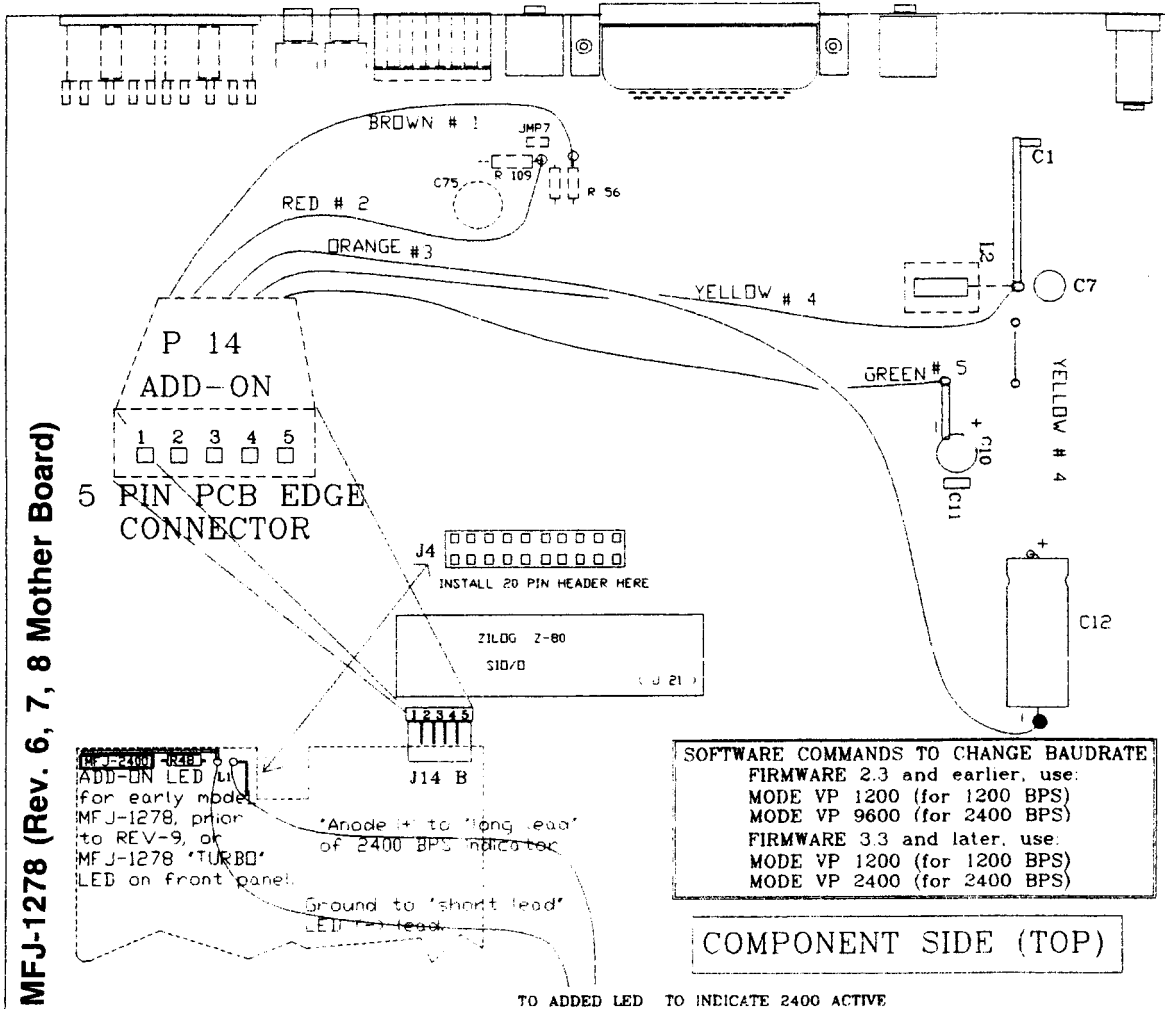 MFJ-1278 (Rev. 6, 7, 8 Mother Board)
BROWN # 1
JMP7
R 109
C75
R 56
RED # 2
ORANGE #3
C1
L2
C7
YELLOW # 4
P 14
ADD-ON
GREEN # 5
YELLOW # 4
1 2 3 4 5
+
C10
C11
5 PIN PCB EDGE
CONNECTOR
J4
INSTALL 20 PIN HEADER HERE
+
C12
ZILOG Z-80
SIO/0
( U 21 )
1 2 3 4 5
J14 B
MFJ-2400 R48
ADD-ON LED L1
for early model
MFJ-1278, prior
to REV-9, or
MFJ-1278 "TURBO"
LED on front panel.
"Anode (+) to "long lead"
of 2400 BPS indicator
Ground to "short lead"
LED (-) lead.
SOFTWARE COMMANDS TO CHANGE BAUDRATE
FIRMWARE 2.3 and earlier, use:
MODE VP 1200 (for 1200 BPS)
MODE VP 9600 (for 2400 BPS)
FIRMWARE 3.3 and later, use:
MODE VP 1200 (for 1200 BPS)
MODE VP 2400 (for 2400 BPS)
COMPONENT SIDE (TOP)
TO ADDED LED TO INDICATE 2400 ACTIVE